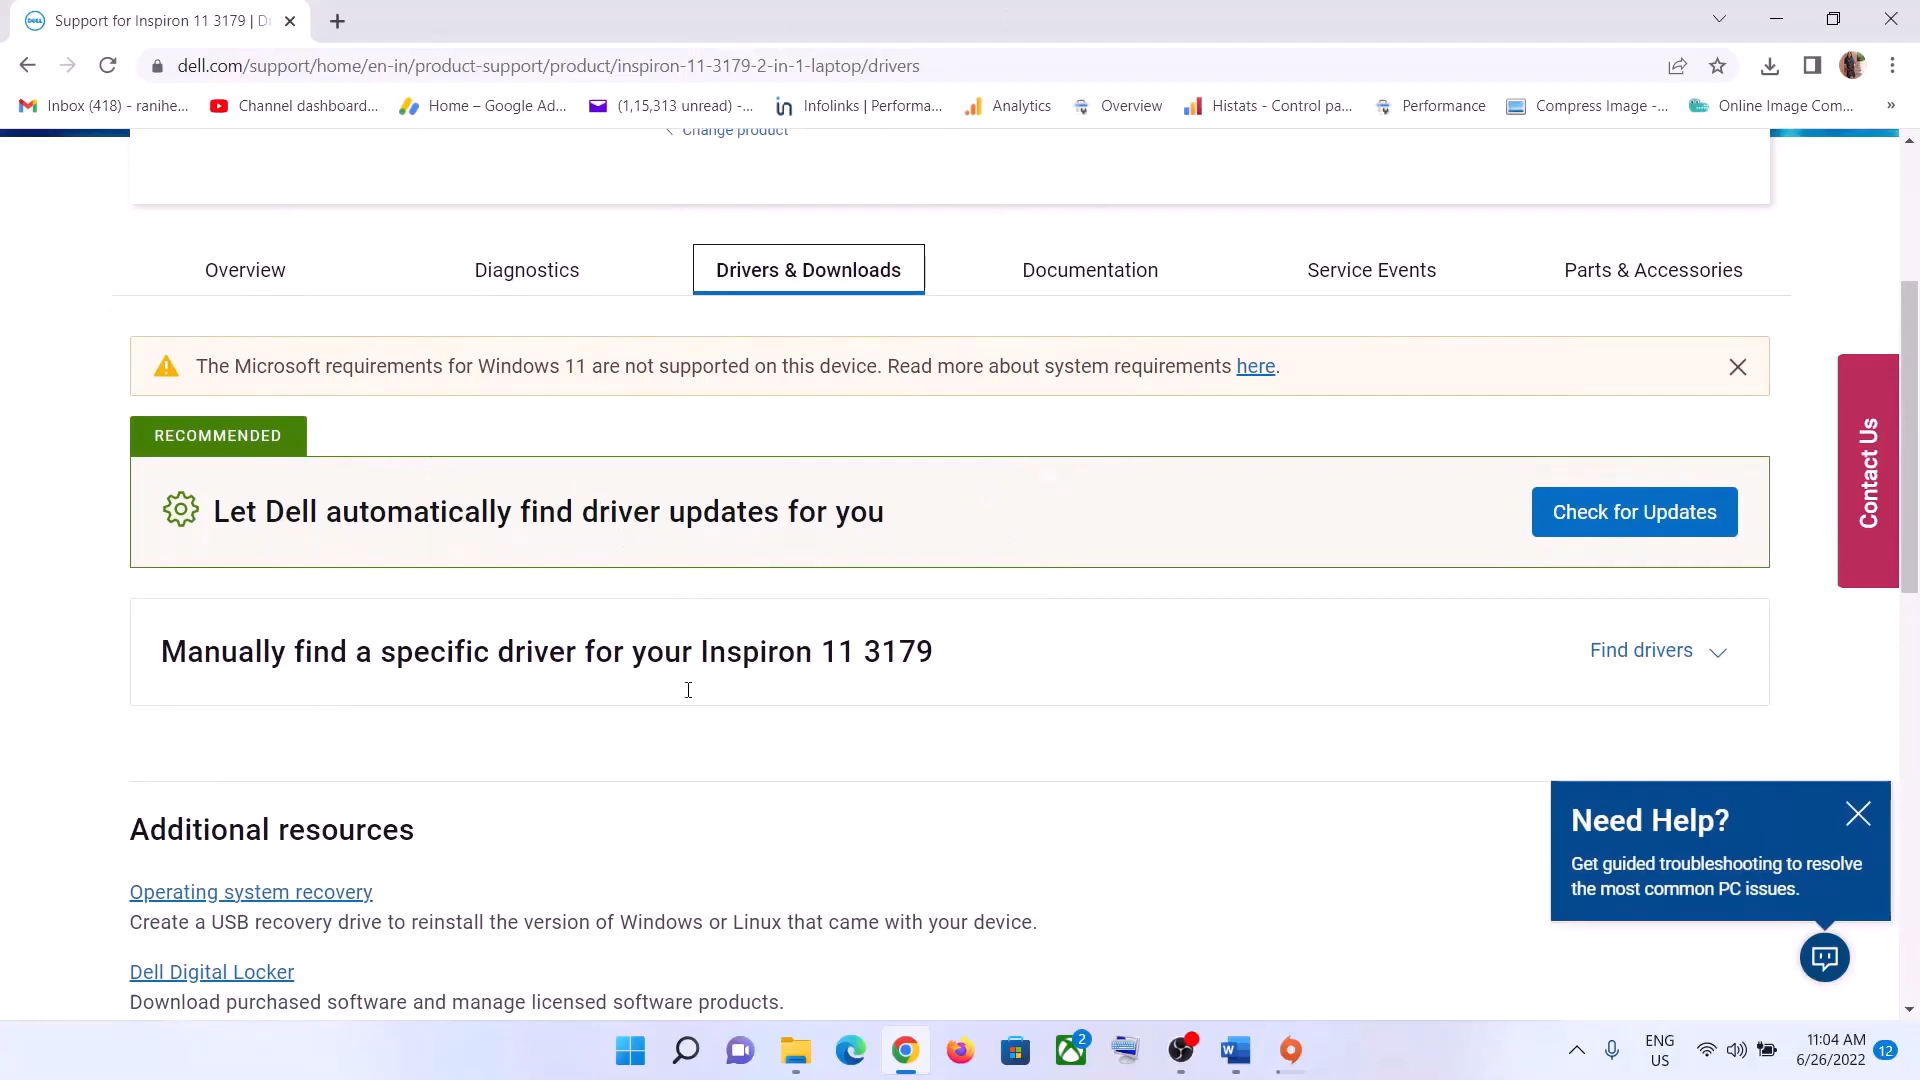 Support for Inspiron 11 3179 | Dr
dell.com/support/home/en-in/product-support/product/inspiron-11-3179-2-in-1-laptop/drivers
Inbox (418) - ranihe...
Channel dashboard...
Home – Google Ad...
(1,15,313 unread) -...
Infolinks | Performa...
Analytics
Overview
Histats - Control pa...
Performance
Compress Image -...
Online Image Com...
»
Change product
Overview
Diagnostics
Drivers & Downloads
Documentation
Service Events
Parts & Accessories
The Microsoft requirements for Windows 11 are not supported on this device. Read more about system requirements here.
RECOMMENDED
Let Dell automatically find driver updates for you
Check for Updates
Contact Us
Manually find a specific driver for your Inspiron 11 3179
Find drivers
Additional resources
Operating system recovery
Create a USB recovery drive to reinstall the version of Windows or Linux that came with your device.
Dell Digital Locker
Download purchased software and manage licensed software products.
Need Help?
Get guided troubleshooting to resolve
the most common PC issues.
2
ENG
US
11:04 AM
6/26/2022
12